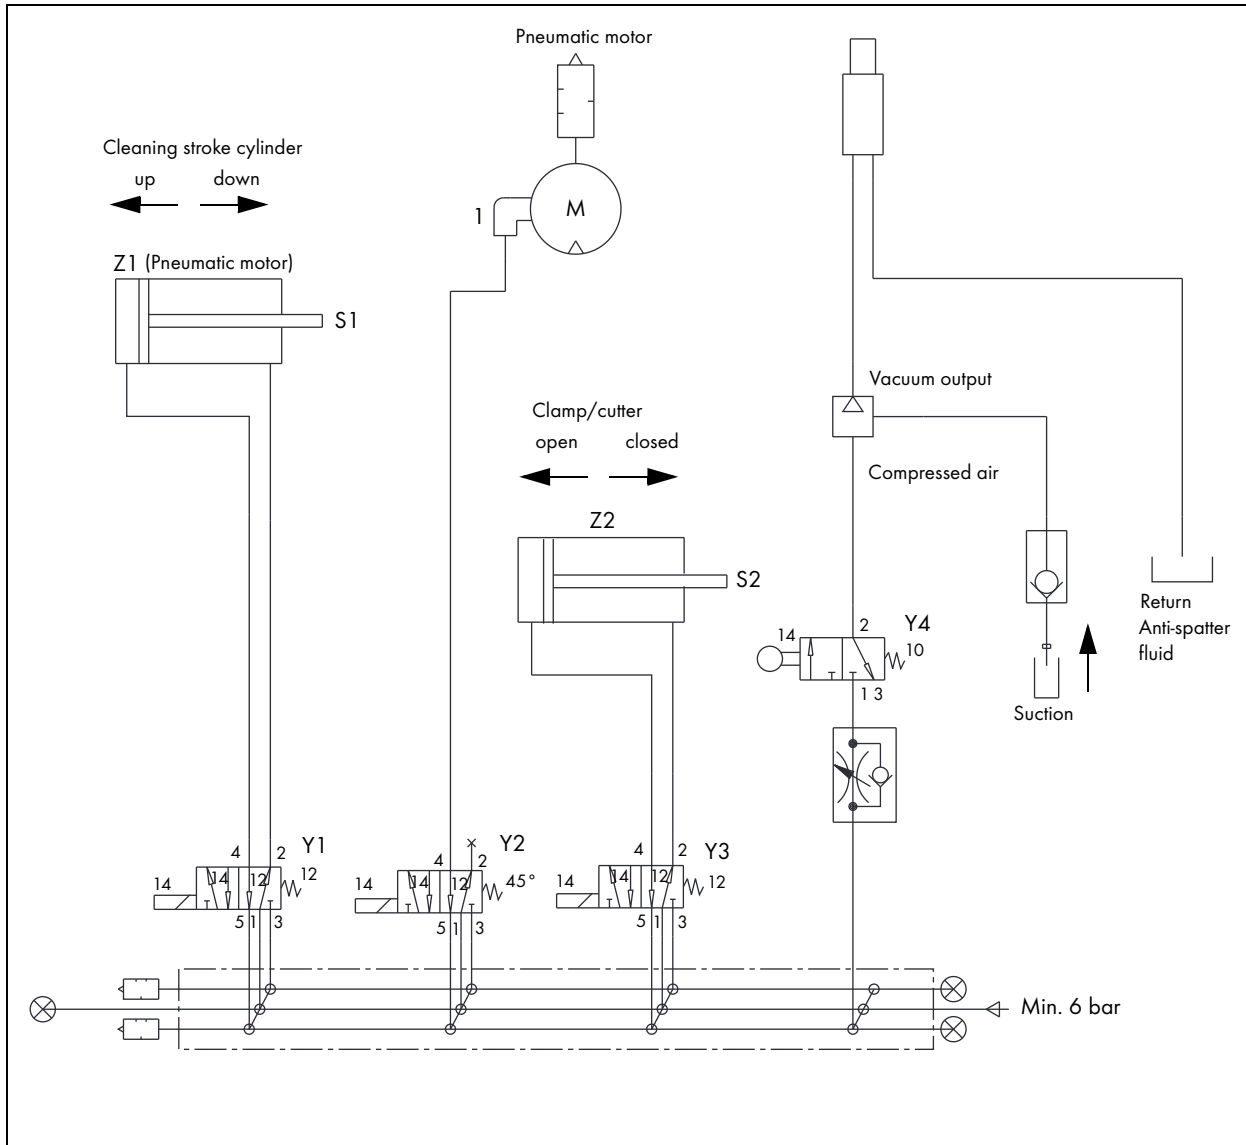 Pneumatic motor
Cleaning stroke cylinder
up down
1
M
Z1 (Pneumatic motor)
S1
Vacuum output
Clamp/cutter
open closed
Compressed air
Z2
S2
Return
Anti-spatter
fluid
14 2 Y4
10
1 3
Suction
4 2 Y1
14 14 12 12
5 1 3
4 2 Y2
14 14 12 45°
5 1 3
4 2 Y3
14 14 12 12
5 1 3
Min. 6 bar